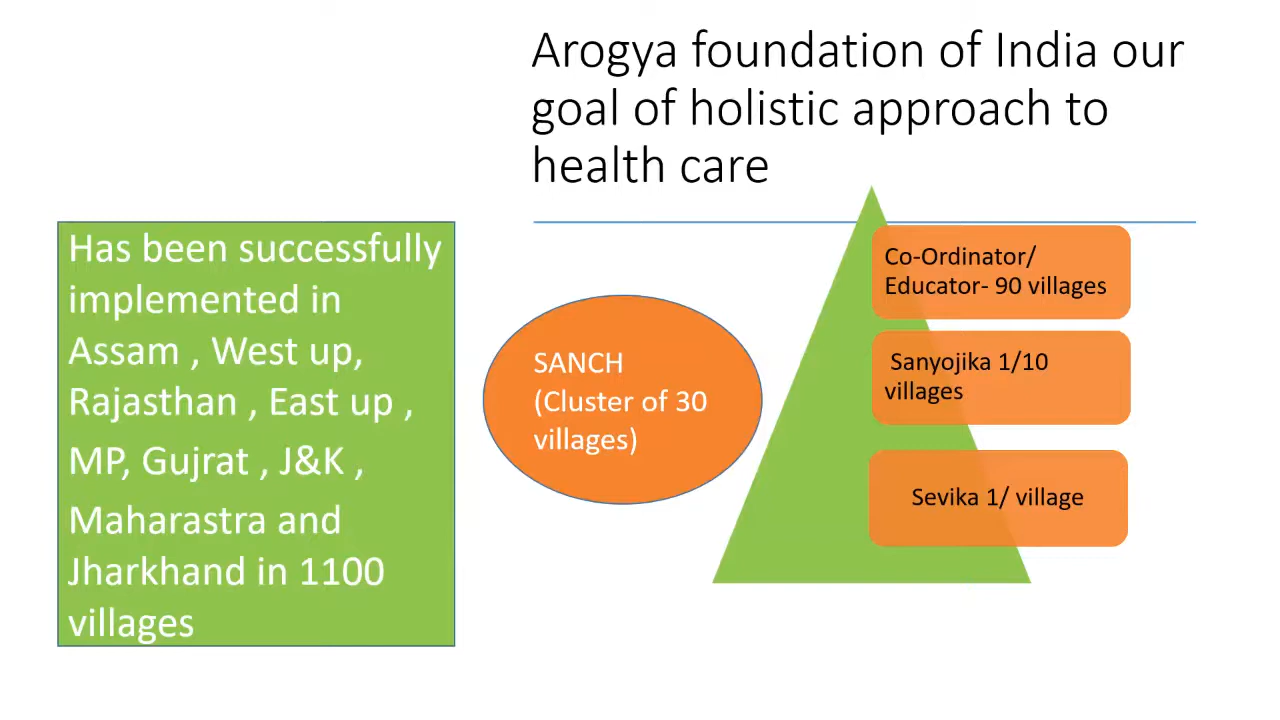 Arogya foundation of India our
goal of holistic approach to
health care
Has been successfully
implemented in
Assam , West up,
Rajasthan , East up ,
MP, Gujrat , J&K ,
Maharastra and
Jharkhand in 1100
villages
SANCH
(Cluster of 30
villages)
Co-Ordinator/
Educator- 90 villages
Sanyojika 1/10
villages
Sevika 1/ village